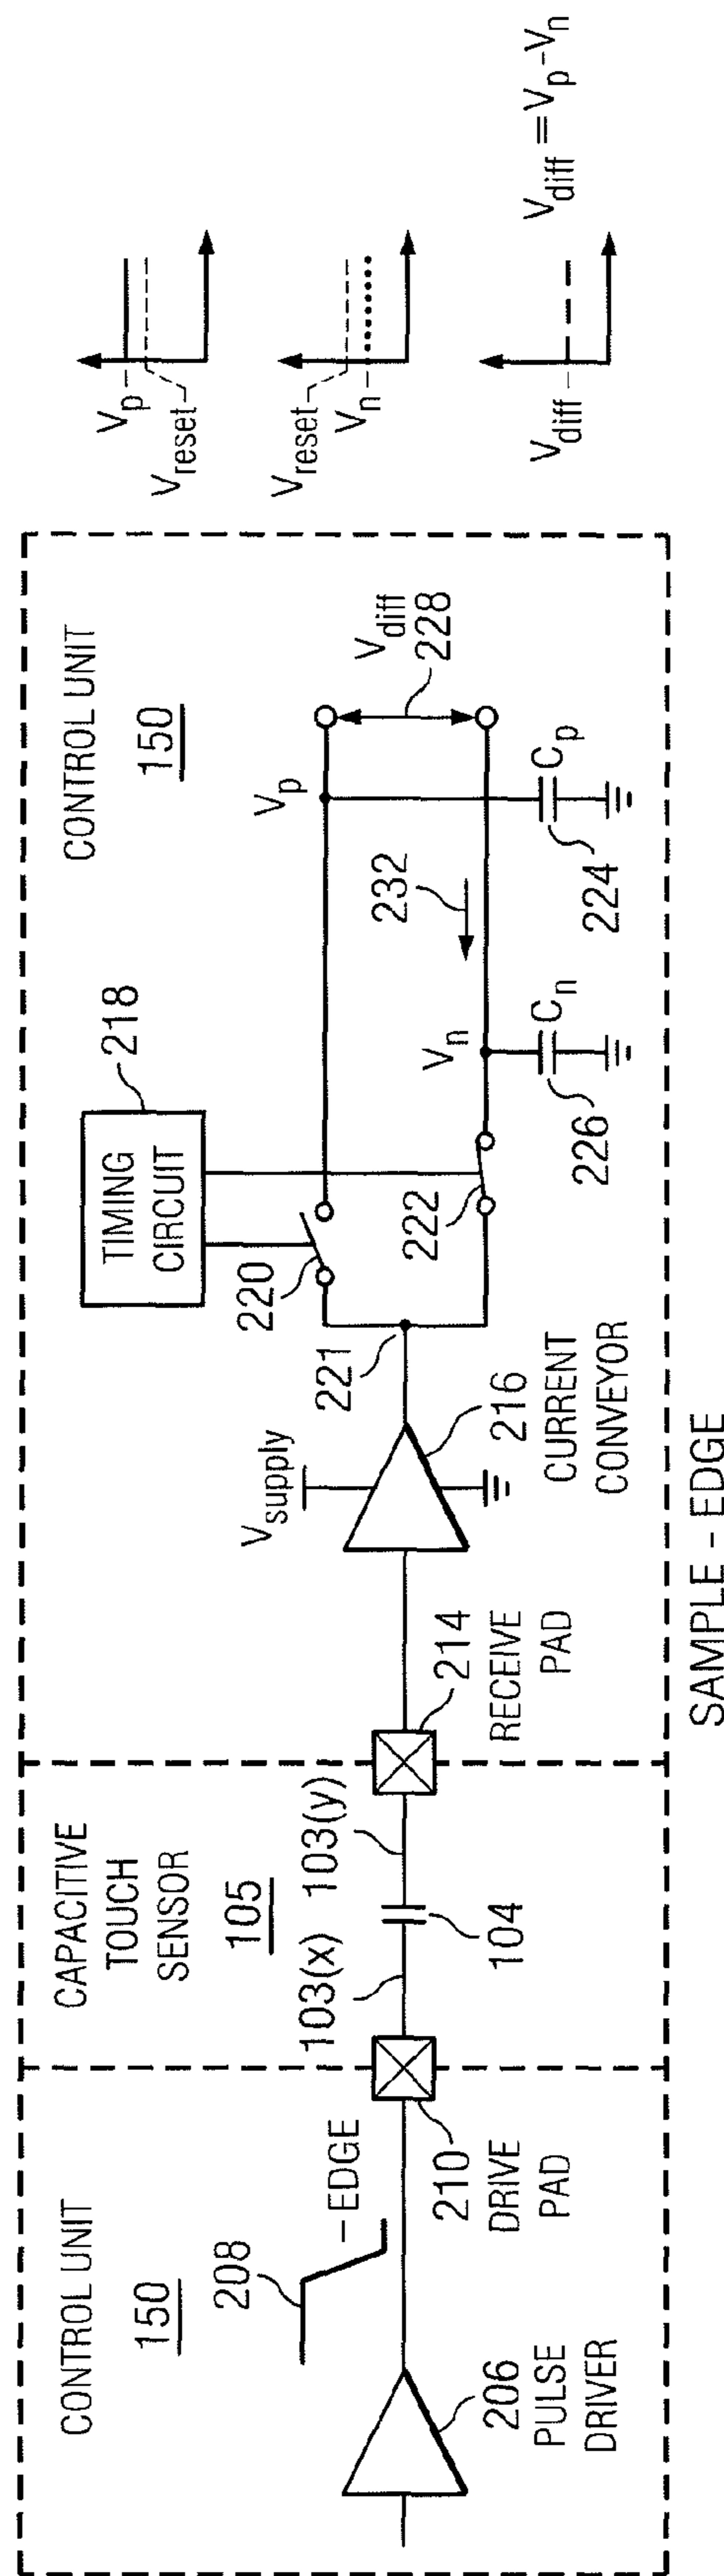 CONTROL UNIT
150
208
EDGE
206
PULSE
DRIVER
210
DRIVE
PAD
CAPACITIVE
TOUCH
SENSOR
105
103(x)
103(y)
104
214
RECEIVE
PAD
CONTROL UNIT
150
Vsupply
216
CURRENT
CONVEYOR
221
TIMING
CIRCUIT
218
220
222
Vn
226
Cn
232
Vp
224
Cp
Vdiff
228
Vp
Vreset
Vreset
Vn
Vdiff
Vdiff = Vp-Vn
SAMPLE - EDGE